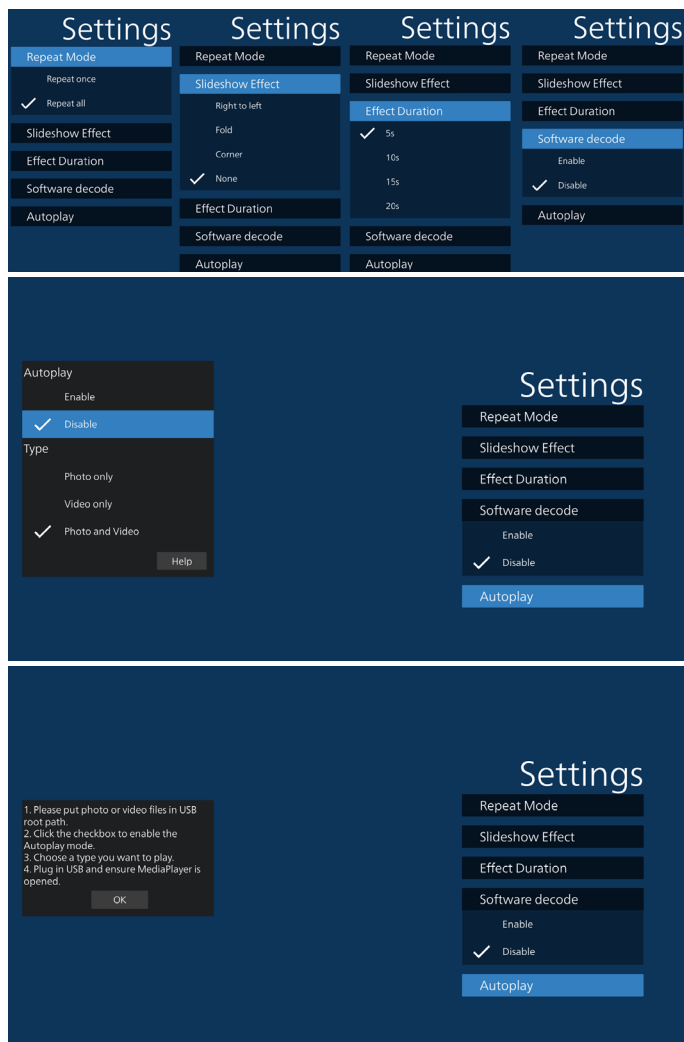 Settings
Repeat Mode
Repeat once
Repeat all
Slideshow Effect
Effect Duration
Software decode
Autoplay
Settings
Repeat Mode
Slideshow Effect
Right to left
Fold
Corner
None
Effect Duration
Software decode
Autoplay
Settings
Repeat Mode
Slideshow Effect
Effect Duration
5s
10s
15s
20s
Software decode
Autoplay
Settings
Repeat Mode
Slideshow Effect
Effect Duration
Software decode
Enable
Disable
Autoplay
Autoplay
Enable
Disable
Type
Photo only
Video only
Photo and Video
Help
Settings
Repeat Mode
Slideshow Effect
Effect Duration
Software decode
Enable
Disable
Autoplay
1. Please put photo or video files in USB
root path.
2. Click the checkbox to enable the
Autoplay mode.
3. Choose a type you want to play.
4. Plug in USB and ensure MediaPlayer is
opened.
OK
Settings
Repeat Mode
Slideshow Effect
Effect Duration
Software decode
Enable
Disable
Autoplay